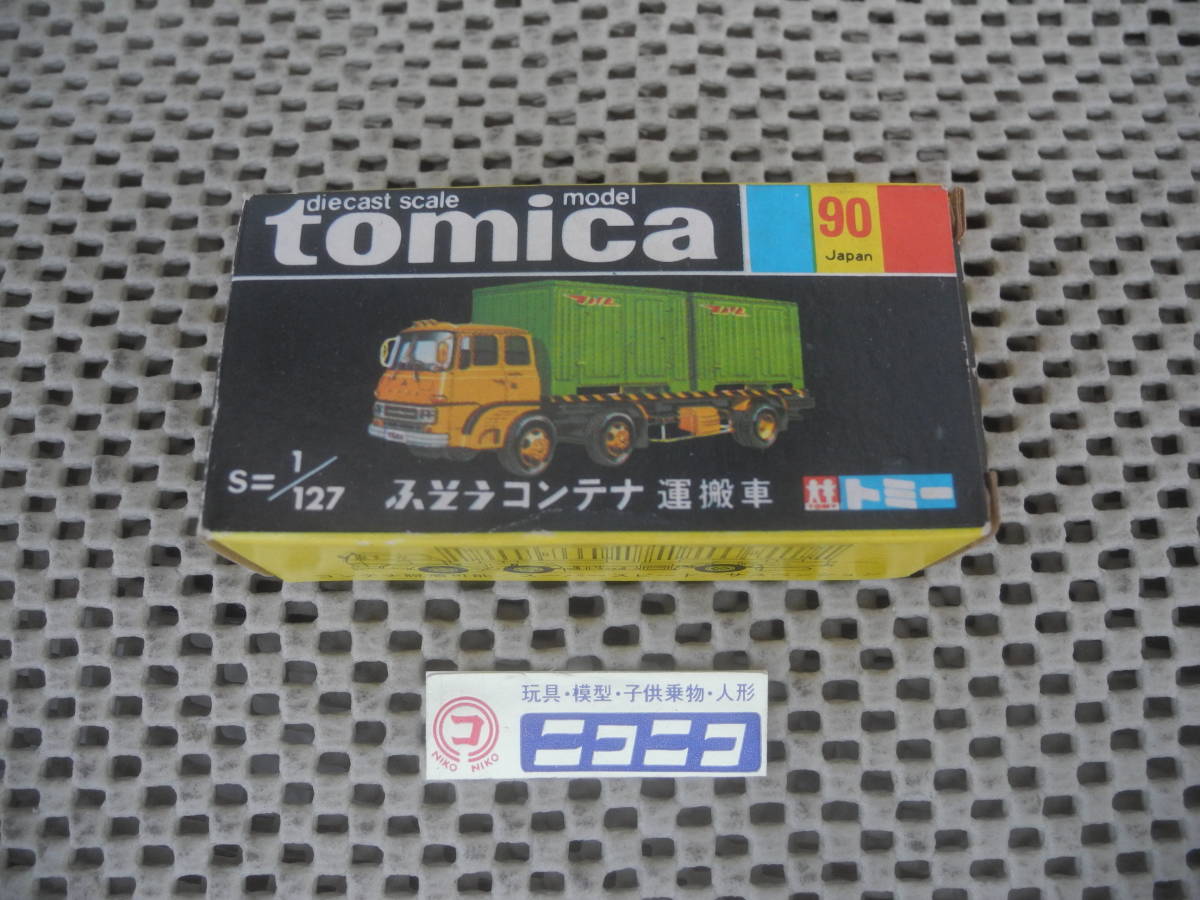 diecast scale model
tomica
90
Japan
S=1/127
ふそうコンテナ 運搬車
TOMY
トミー
玩具・模型・子供乗物・人形
コ
NIKO NIKO
ニコニコ